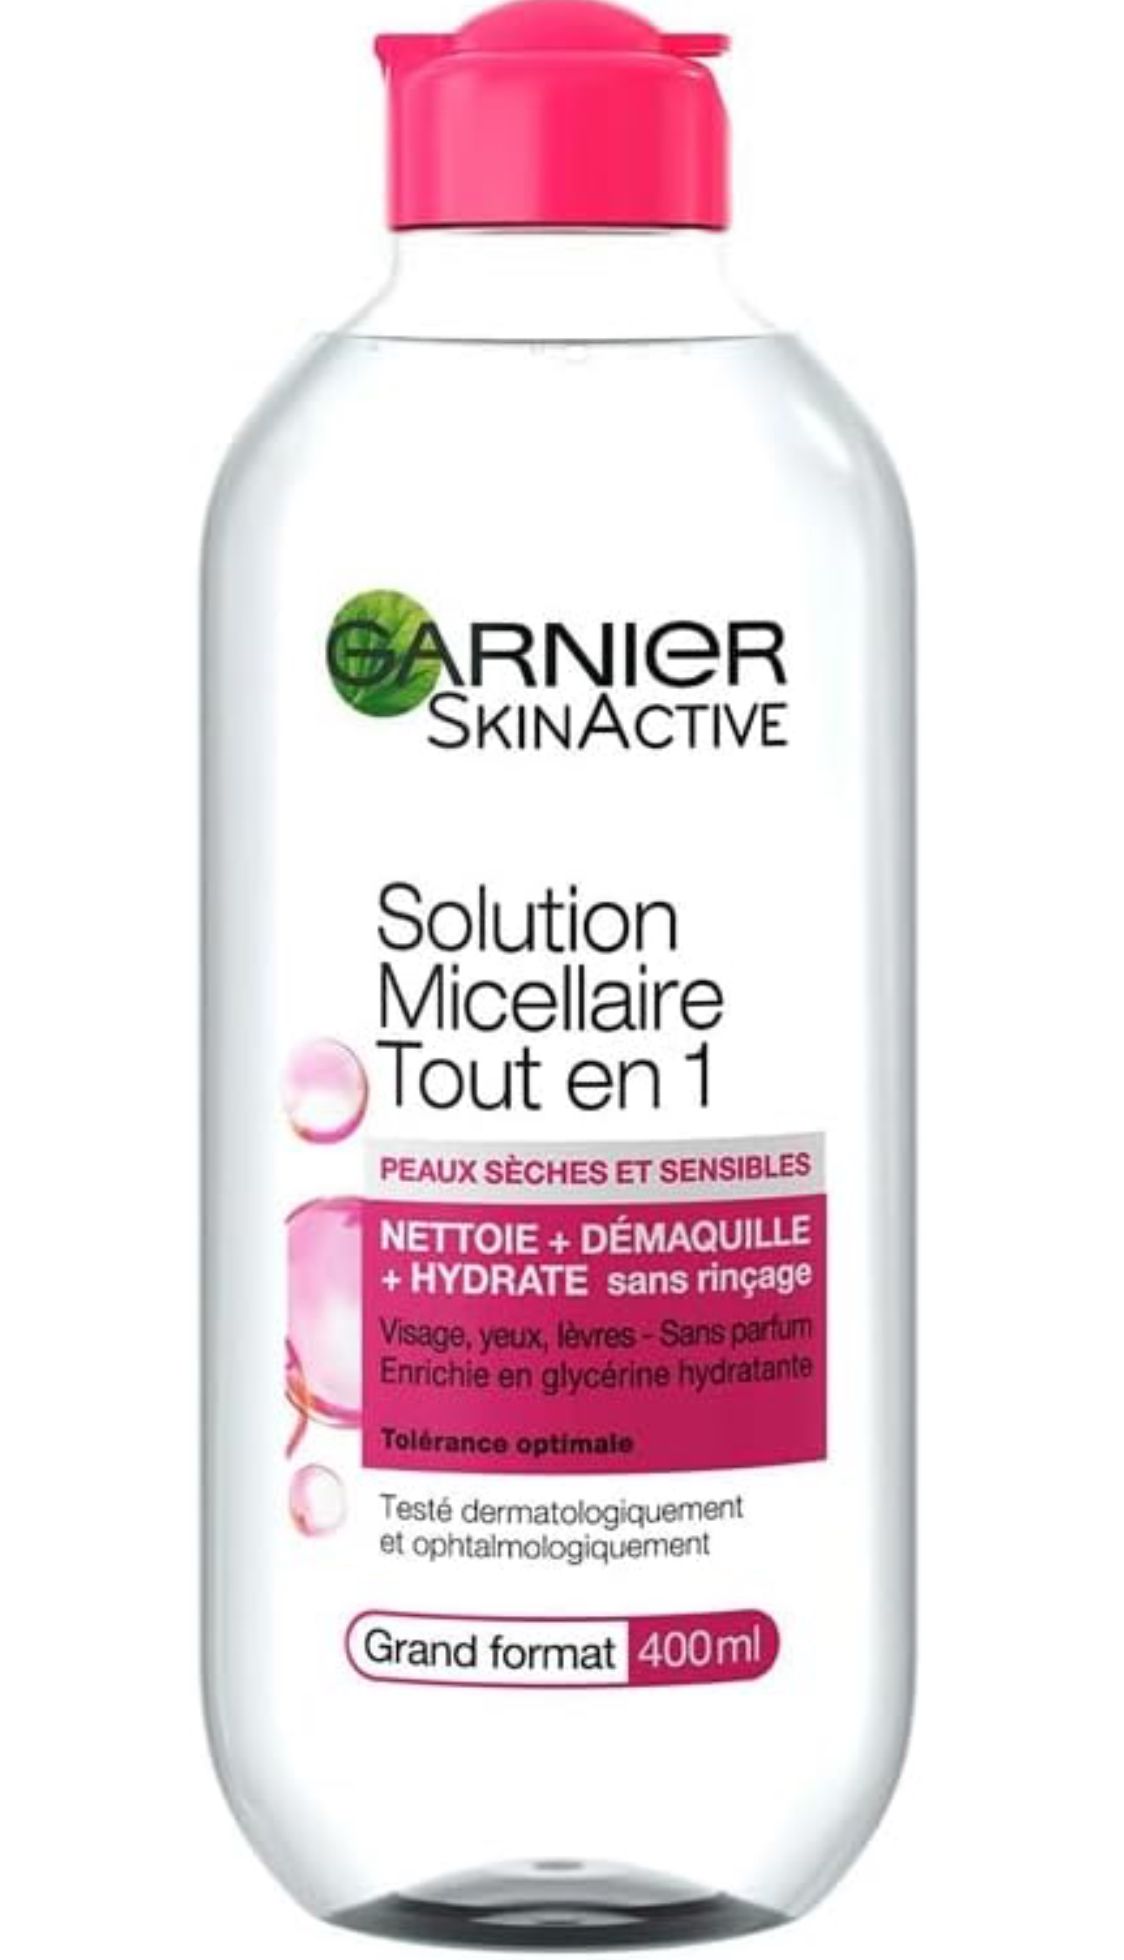 GARNIER
SKINACTIVE
Solution
Micellaire
Tout en 1
PEAUX SÈCHES ET SENSIBLES
NETTOIE + DÉMAQUILLE
+ HYDRATE sans rinçage
Visage, yeux, lèvres - Sans parfum
Enrichie en glycérine hydratante
Tolérance optimale
Testé dermatologiquement
et ophtalmologiquement
Grand format 400ml